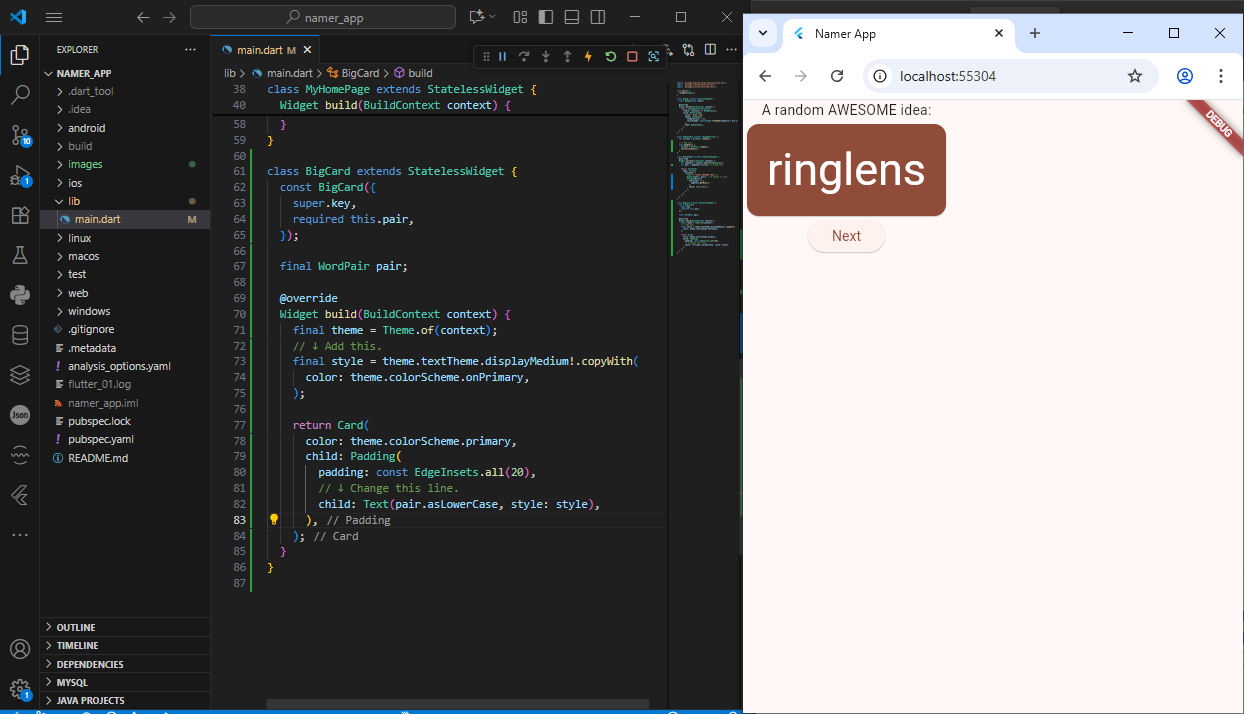 namer_app
EXPLORER
NAMER_APP
.dart_tool
.idea
android
build
images
ios
lib
main.dart M
linux
macos
test
web
windows
.gitignore
.metadata
analysis_options.yaml
flutter_01.log
namer_app.iml
pubspec.lock
pubspec.yaml
README.md
OUTLINE
TIMELINE
DEPENDENCIES
MYSQL
JAVA PROJECTS
10
1
Json
1
main.dart M
lib > main.dart > BigCard > build
38 class MyHomePage extends StatelessWidget {
40 Widget build(BuildContext context) {
58 }
59 }
60
61 class BigCard extends StatelessWidget {
62 const BigCard({
63 super.key,
64 required this.pair,
65 });
66
67 final WordPair pair;
68
69 @override
70 Widget build(BuildContext context) {
71 final theme = Theme.of(context);
72 // ↓ Add this.
73 final style = theme.textTheme.displayMedium!.copyWith(
74 color: theme.colorScheme.onPrimary,
75 );
76
77 return Card(
78 color: theme.colorScheme.primary,
79 child: Padding(
80 padding: const EdgeInsets.all(20),
81 // ↓ Change this line.
82 child: Text(pair.asLowerCase, style: style),
83 ), // Padding
84 ); // Card
85 }
86 }
87
Namer App
localhost:55304
A random AWESOME idea:
ringlens
Next
DEBUG